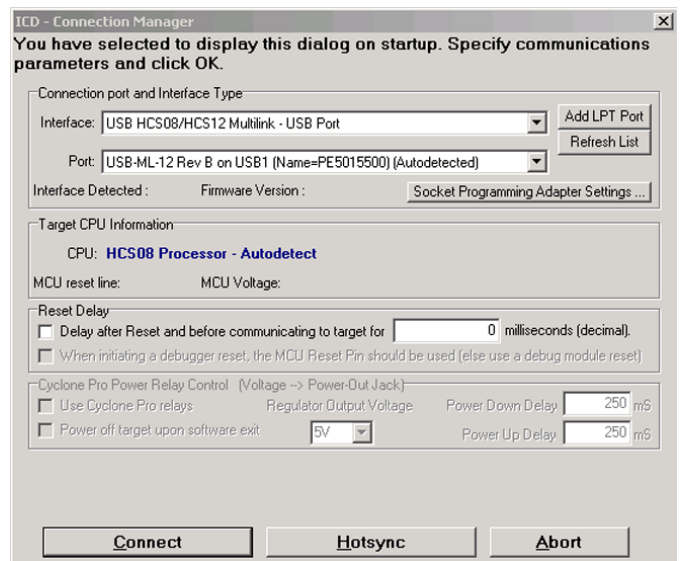 ICD - Connection Manager
You have selected to display this dialog on startup. Specify communications
parameters and click OK.
Connection port and Interface Type
Interface: USB HCS08/HCS12 Multilink - USB Port
Add LPT Port
Refresh List
Port: USB-ML-12 Rev B on USB1 (Name=PE5015500) (Autodetected)
Interface Detected : Firmware Version : Socket Programming Adapter Settings ...
Target CPU Information
CPU: HCS08 Processor - Autodetect
MCU reset line: MCU Voltage:
Reset Delay
Delay after Reset and before communicating to target for 0 milliseconds (decimal).
When initiating a debugger reset, the MCU Reset Pin should be used (else use a debug module reset)
Cyclone Pro Power Relay Control (Voltage --> Power-Out Jack)
Use Cyclone Pro relays Regulator Output Voltage Power Down Delay 250 mS
Power off target upon software exit 5V Power Up Delay 250 mS
Connect Hotsync Abort